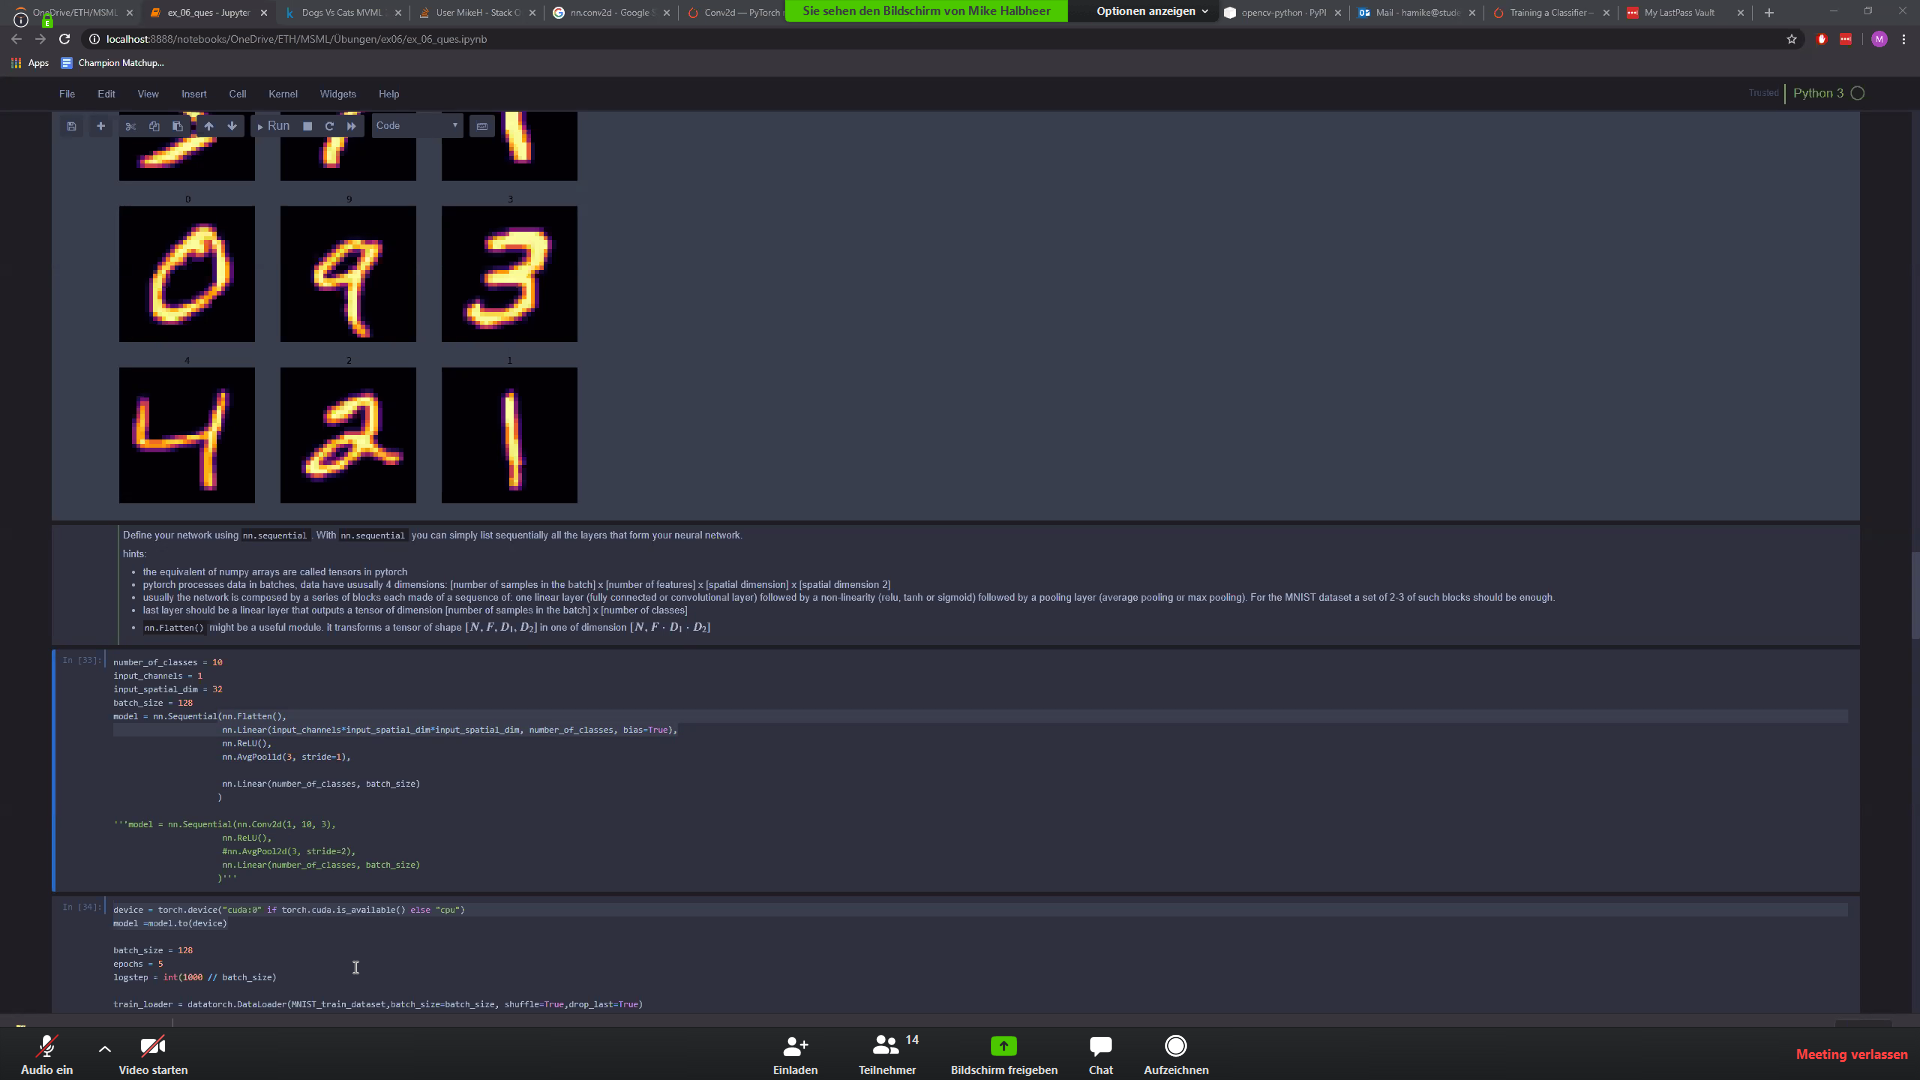 OneDrive/ETH/MSML
ex_06_ques - Jupyter
Dogs Vs Cats MVML
User MikeH - Stack O
nn.conv2d - Google
Conv2d — PyTorch
Sie sehen den Bildschirm von Mike Halbheer
Optionen anzeigen
opencv-python · PyPI
Mail - hamike@stude
Training a Classifier —
My LastPass Vault
localhost:8888/notebooks/OneDrive/ETH/MSML/Übungen/ex06/ex_06_ques.ipynb
Apps
Champion Matchup...
File Edit View Insert Cell Kernel Widgets Help
Trusted
Python 3
Run
Code
0 9 3
4 2 1
Define your network using nn.sequential . With nn.sequential you can simply list sequentially all the layers that form your neural network.
hints:
• the equivalent of numpy arrays are called tensors in pytorch
• pytorch processes data in batches, data have ususally 4 dimensions: [number of samples in the batch] x [number of features] x [spatial dimension] x [spatial dimension 2]
• usually the network is composed by a series of blocks each made of a sequence of: one linear layer (fully connected or convolutional layer) followed by a non-linearity (relu, tanh or sigmoid) followed by a pooling layer (average pooling or max pooling). For the MNIST dataset a set of 2-3 of such blocks should be enough.
• last layer should be a linear layer that outputs a tensor of dimension [number of samples in the batch] x [number of classes]
• nn.Flatten() might be a useful module. it transforms a tensor of shape [N, F, D₁, D₂] in one of dimension [N, F · D₁ · D₂]
In [33]:
number_of_classes = 10
input_channels = 1
input_spatial_dim = 32
batch_size = 128
model = nn.Sequential(nn.Flatten(),
nn.Linear(input_channels*input_spatial_dim*input_spatial_dim, number_of_classes, bias=True),
nn.ReLU(),
nn.AvgPool1d(3, stride=1),
nn.Linear(number_of_classes, batch_size)
)
'''model = nn.Sequential(nn.Conv2d(1, 10, 3),
nn.ReLU(),
#nn.AvgPool2d(3, stride=2),
nn.Linear(number_of_classes, batch_size)
)'''
In [34]:
device = torch.device("cuda:0" if torch.cuda.is_available() else "cpu")
model =model.to(device)
batch_size = 128
epochs = 5
logstep = int(1000 // batch_size)
train_loader = datatorch.DataLoader(MNIST_train_dataset,batch_size=batch_size, shuffle=True,drop_last=True)
14
Audio ein
Video starten
Einladen
Teilnehmer
Bildschirm freigeben
Chat
Aufzeichnen
Meeting verlassen